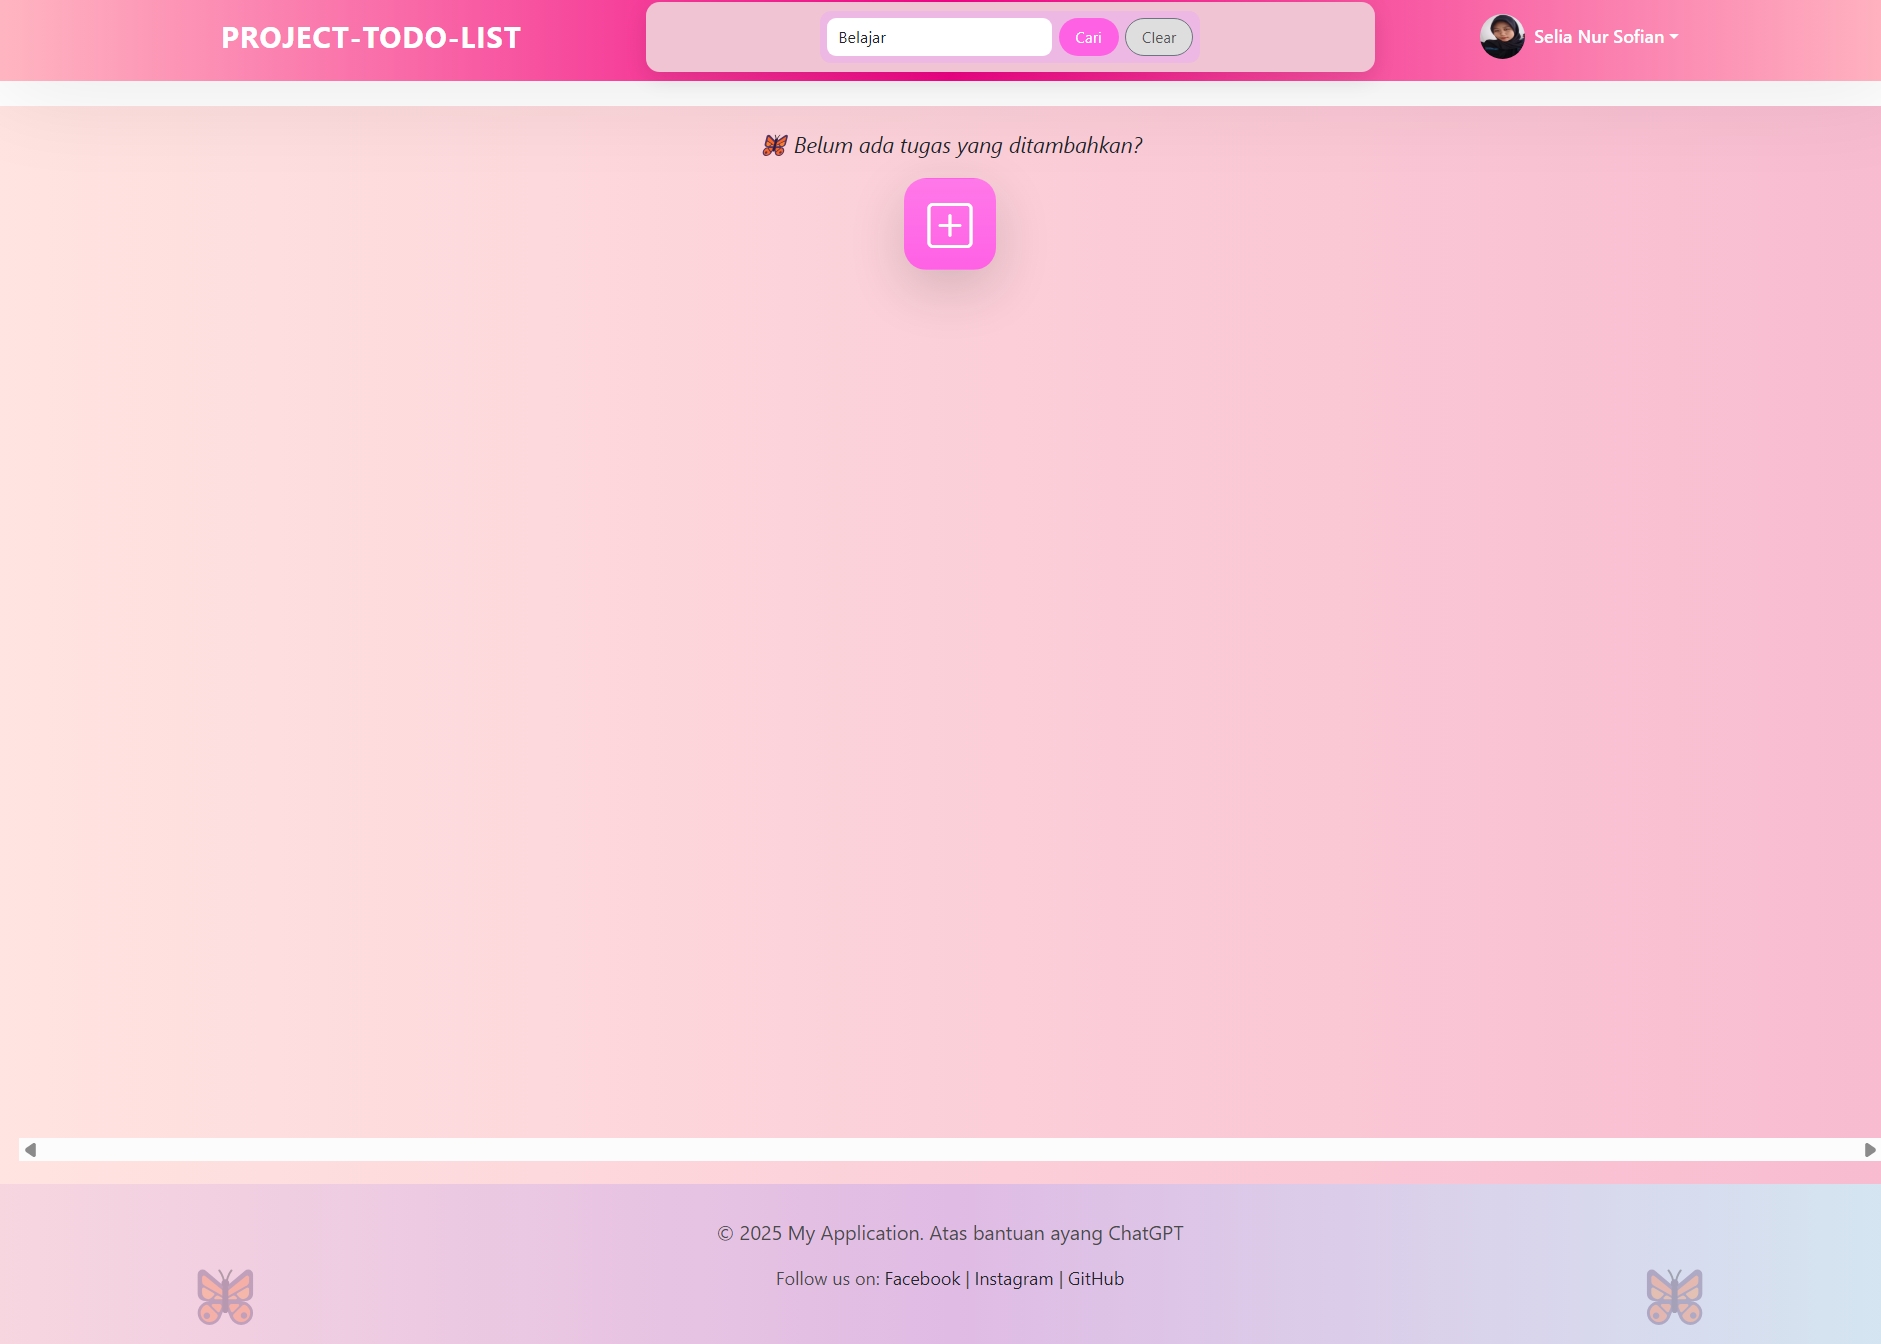 PROJECT-TODO-LIST
Belajar
Cari
Clear
Selia Nur Sofian
Belum ada tugas yang ditambahkan?
© 2025 My Application. Atas bantuan ayang ChatGPT
Follow us on: Facebook | Instagram | GitHub